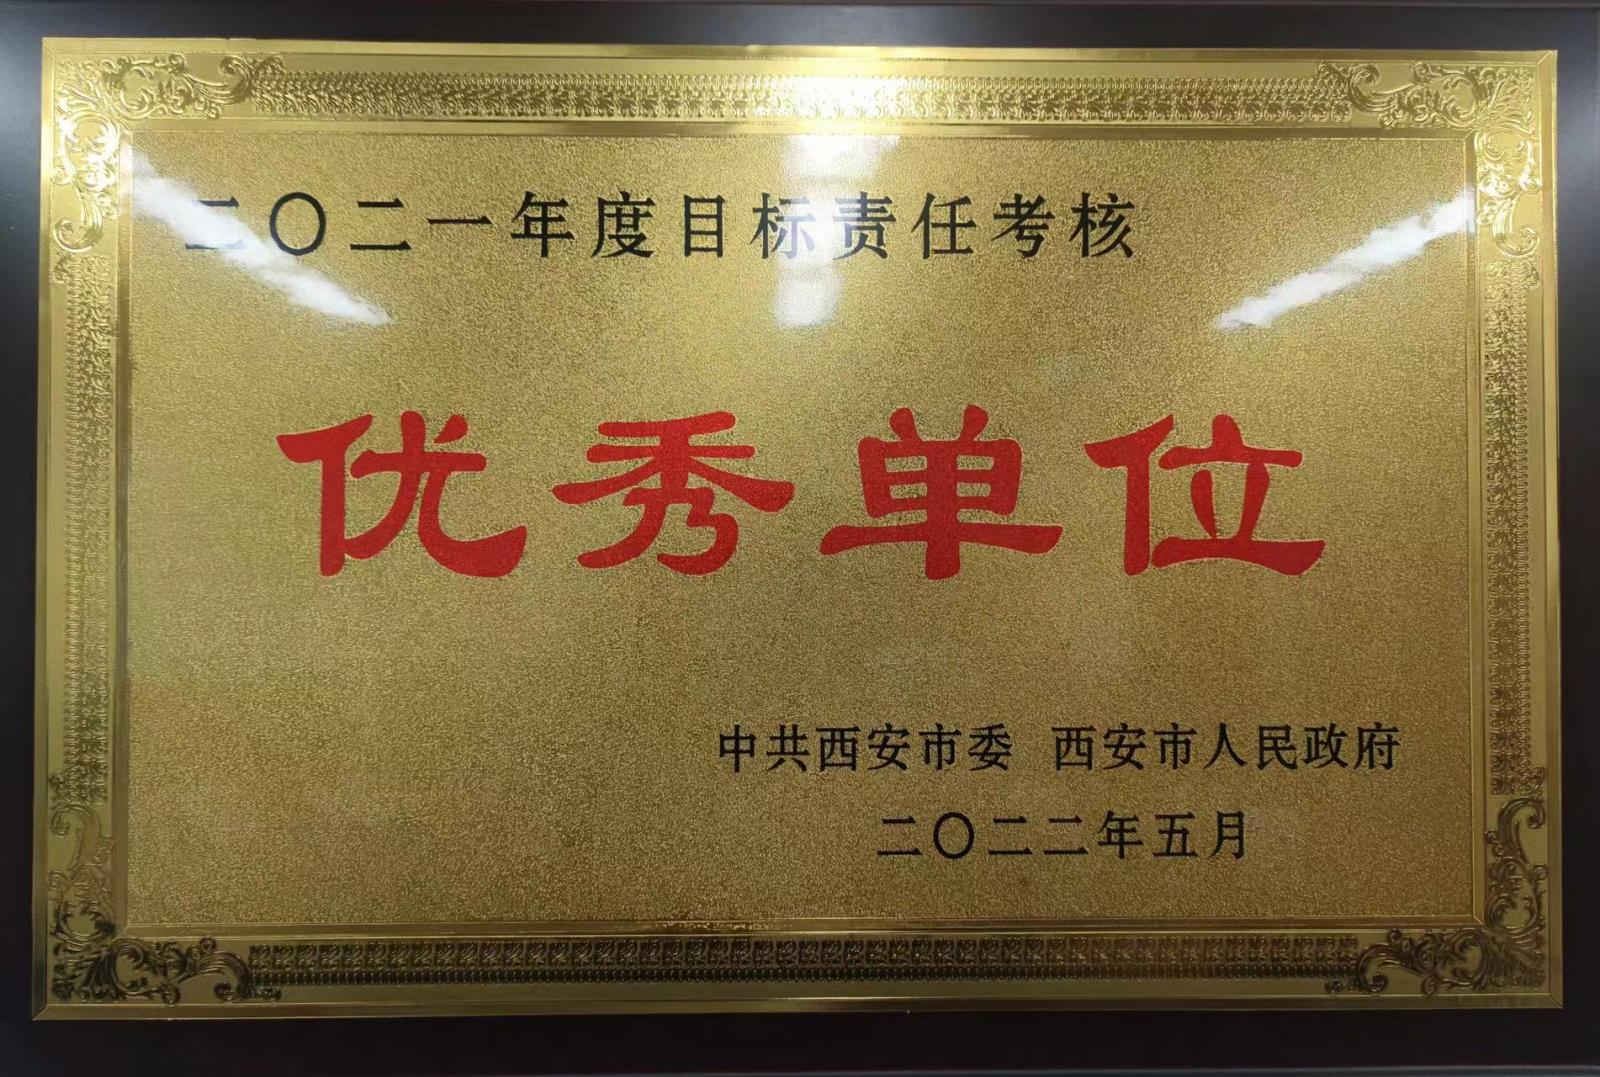 二〇二一年度目标责任考核
优秀单位
中共西安市委 西安市人民政府
二〇二二年五月